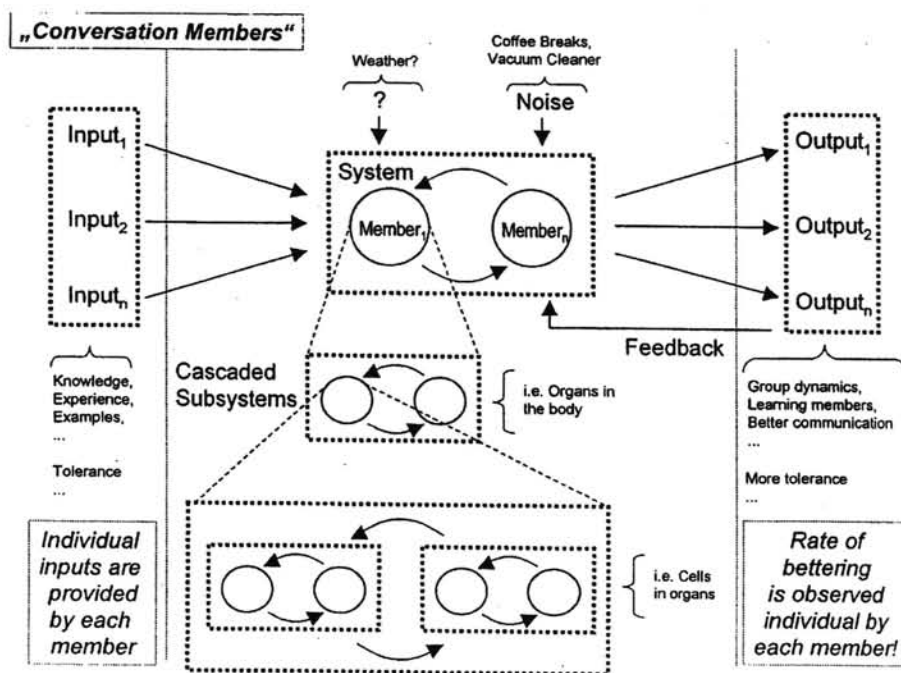 „Conversation Members“
Weather?
?
Coffee Breaks,
Vacuum Cleaner
Noise
Input₁
Input₂
Inputₙ
System
Member₁
Memberₙ
Output₁
Output₂
Outputₙ
Feedback
Knowledge,
Experience,
Examples,
...
Tolerance
...
Cascaded
Subsystems
i.e. Organs in
the body
Group dynamics,
Learning members,
Better communication
...
More tolerance
...
Individual
inputs are
provided
by each
member
i.e. Cells
in organs
Rate of
bettering
is observed
individual by
each member!